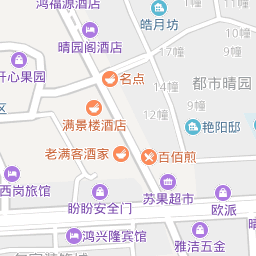 鸿福源酒店
皓月坊
晴园阁酒店
17幢
开心果园
名点
14幢
都市晴园
14幢
12幢
9幢
区
满景楼酒店
艳阳邸
老满客酒家
百佰煎
西岗旅馆
苏果超市
盼盼安全门
欧派
鸿兴隆宾馆
雅洁五金